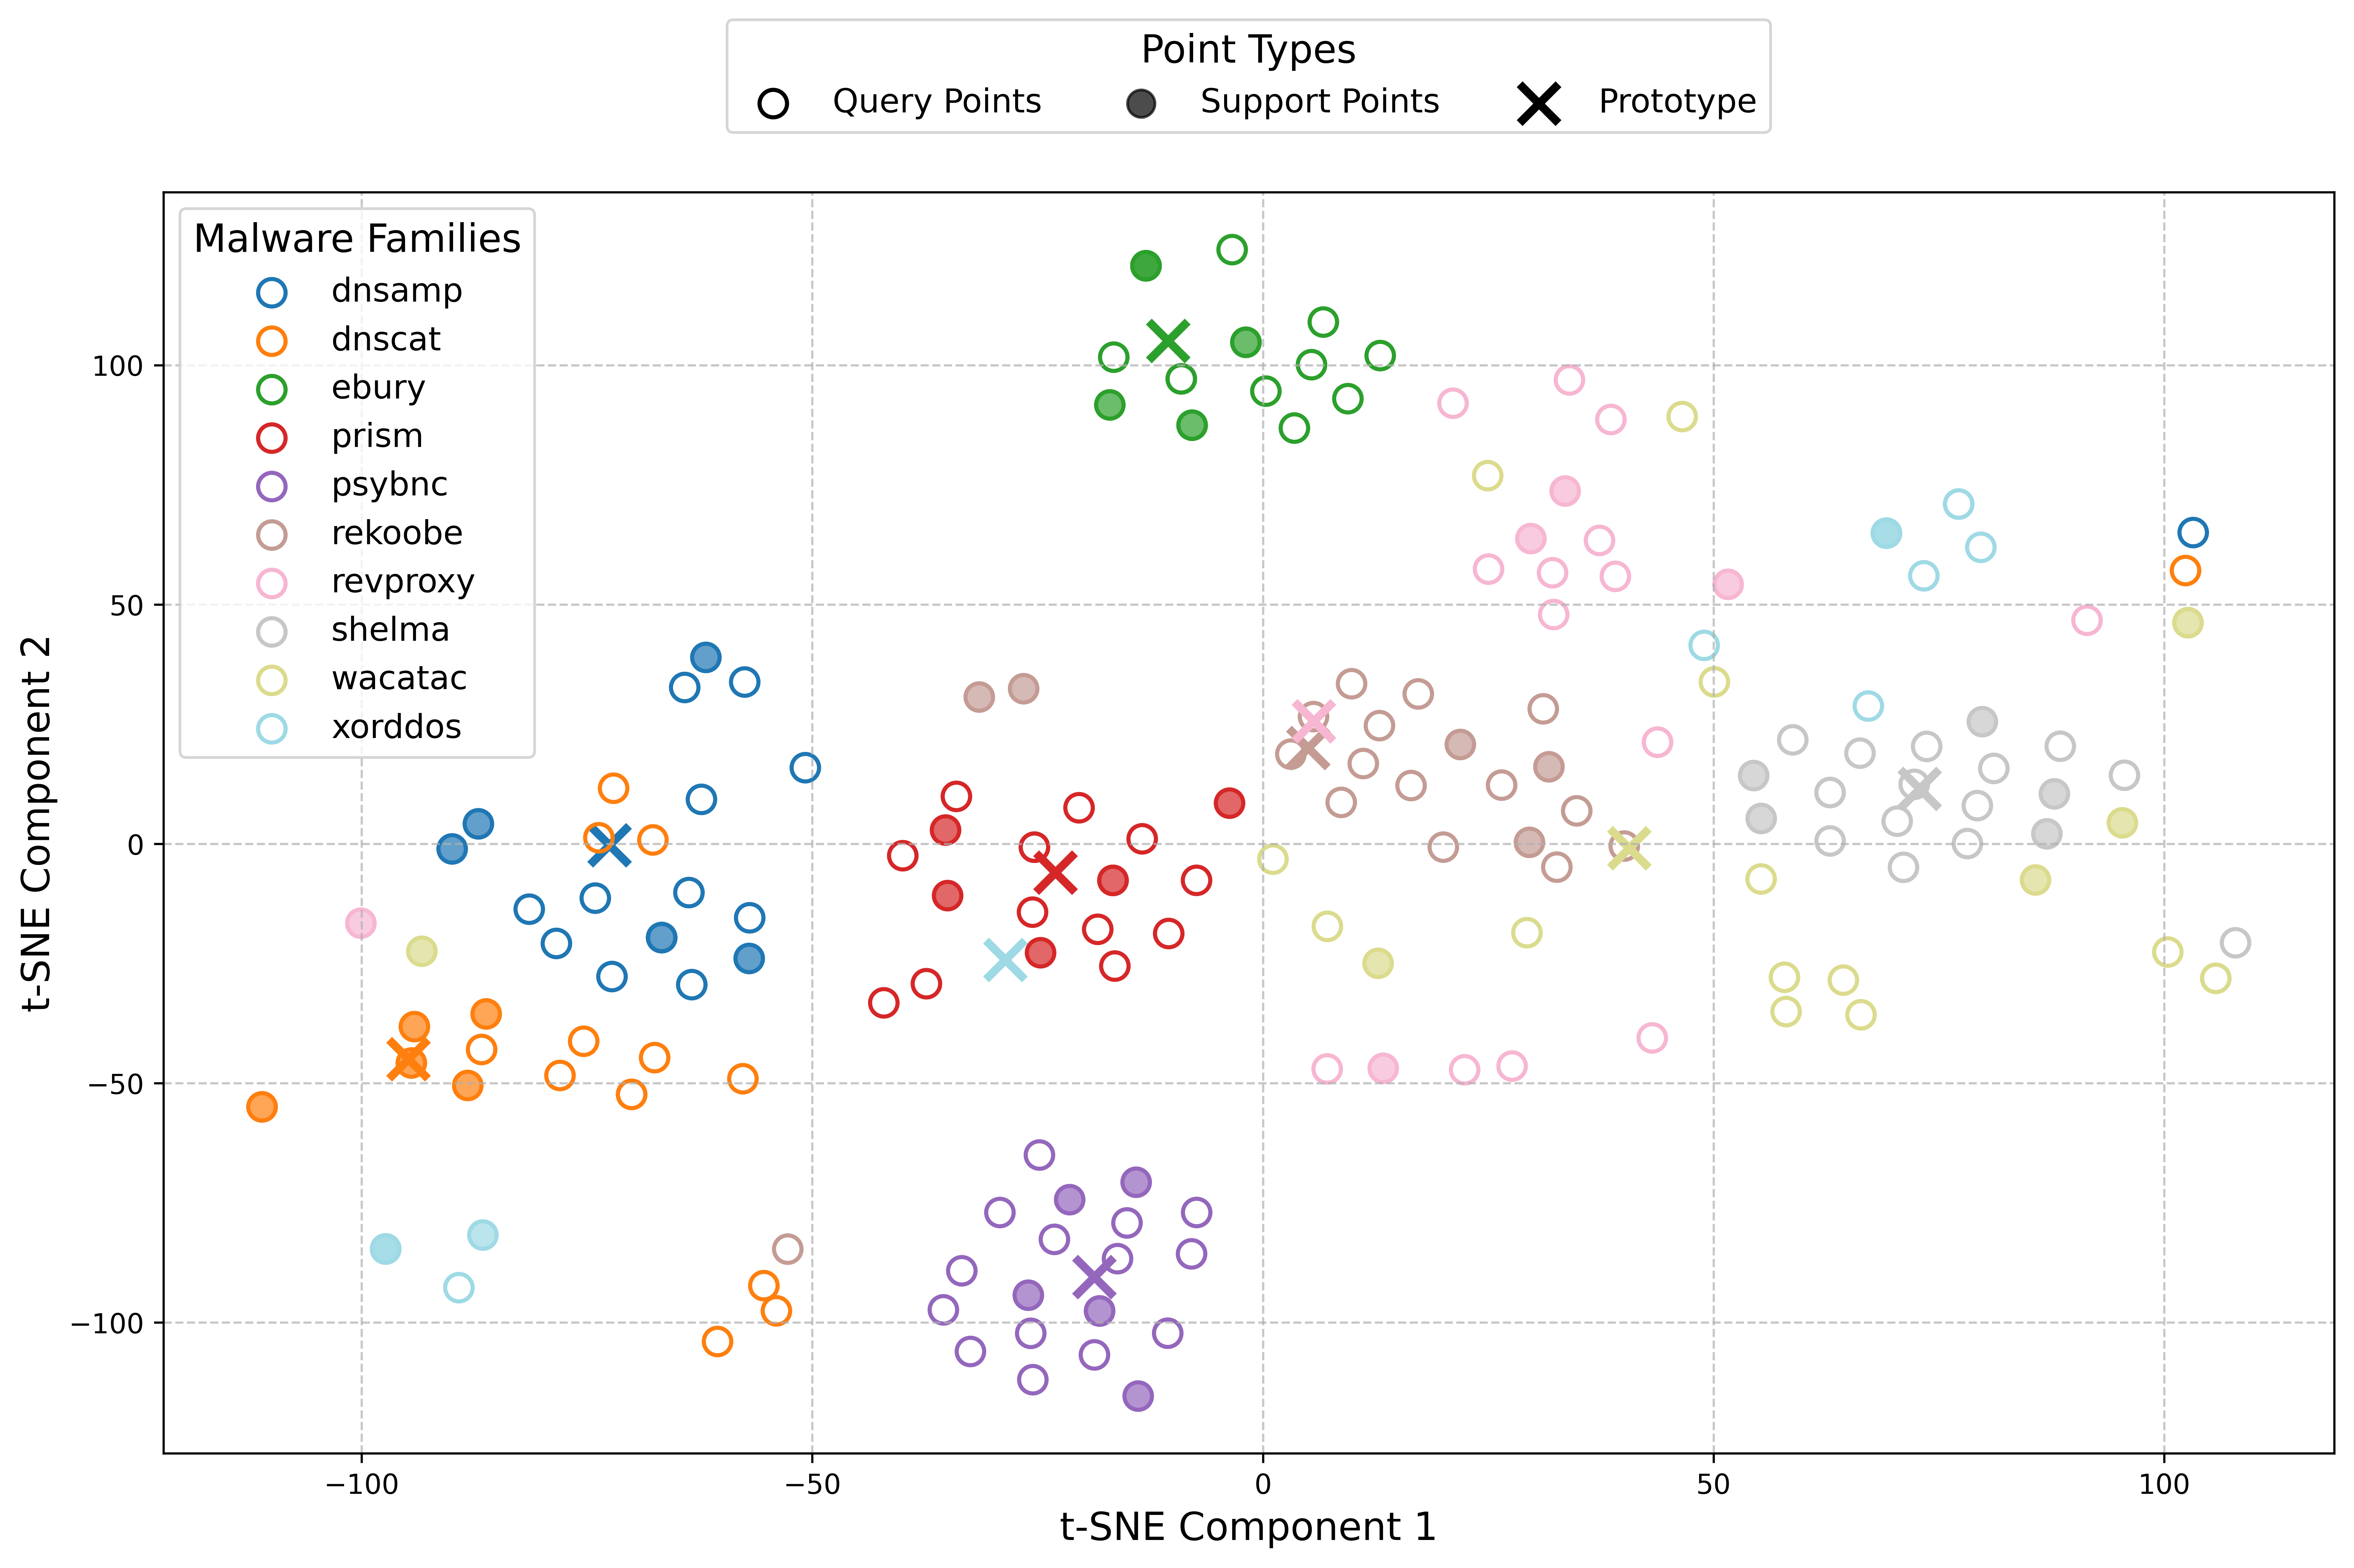 Point Types
Query Points Support Points Prototype
Malware Families
dnsamp
dnscat
ebury
prism
psybnc
rekoobe
revproxy
shelma
wacatac
xorddos
t-SNE Component 2
100
50
0
−50
−100
−100 −50 0 50 100
t-SNE Component 1